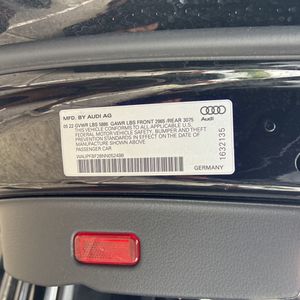 MFD. BY AUDI AG
05 22 GVWR LBS 5886 GAWR LBS FRONT 2965 /REAR 3075
THIS VEHICLE CONFORMS TO ALL APPLICABLE U.S.
FEDERAL MOTOR VEHICLE SAFETY, BUMPER AND THEFT
PREVENTION STANDARDS IN EFFECT ON THE DATE OF
MANUFACTURE SHOWN ABOVE
PASSENGER CAR
Audi
1632135
GERMANY